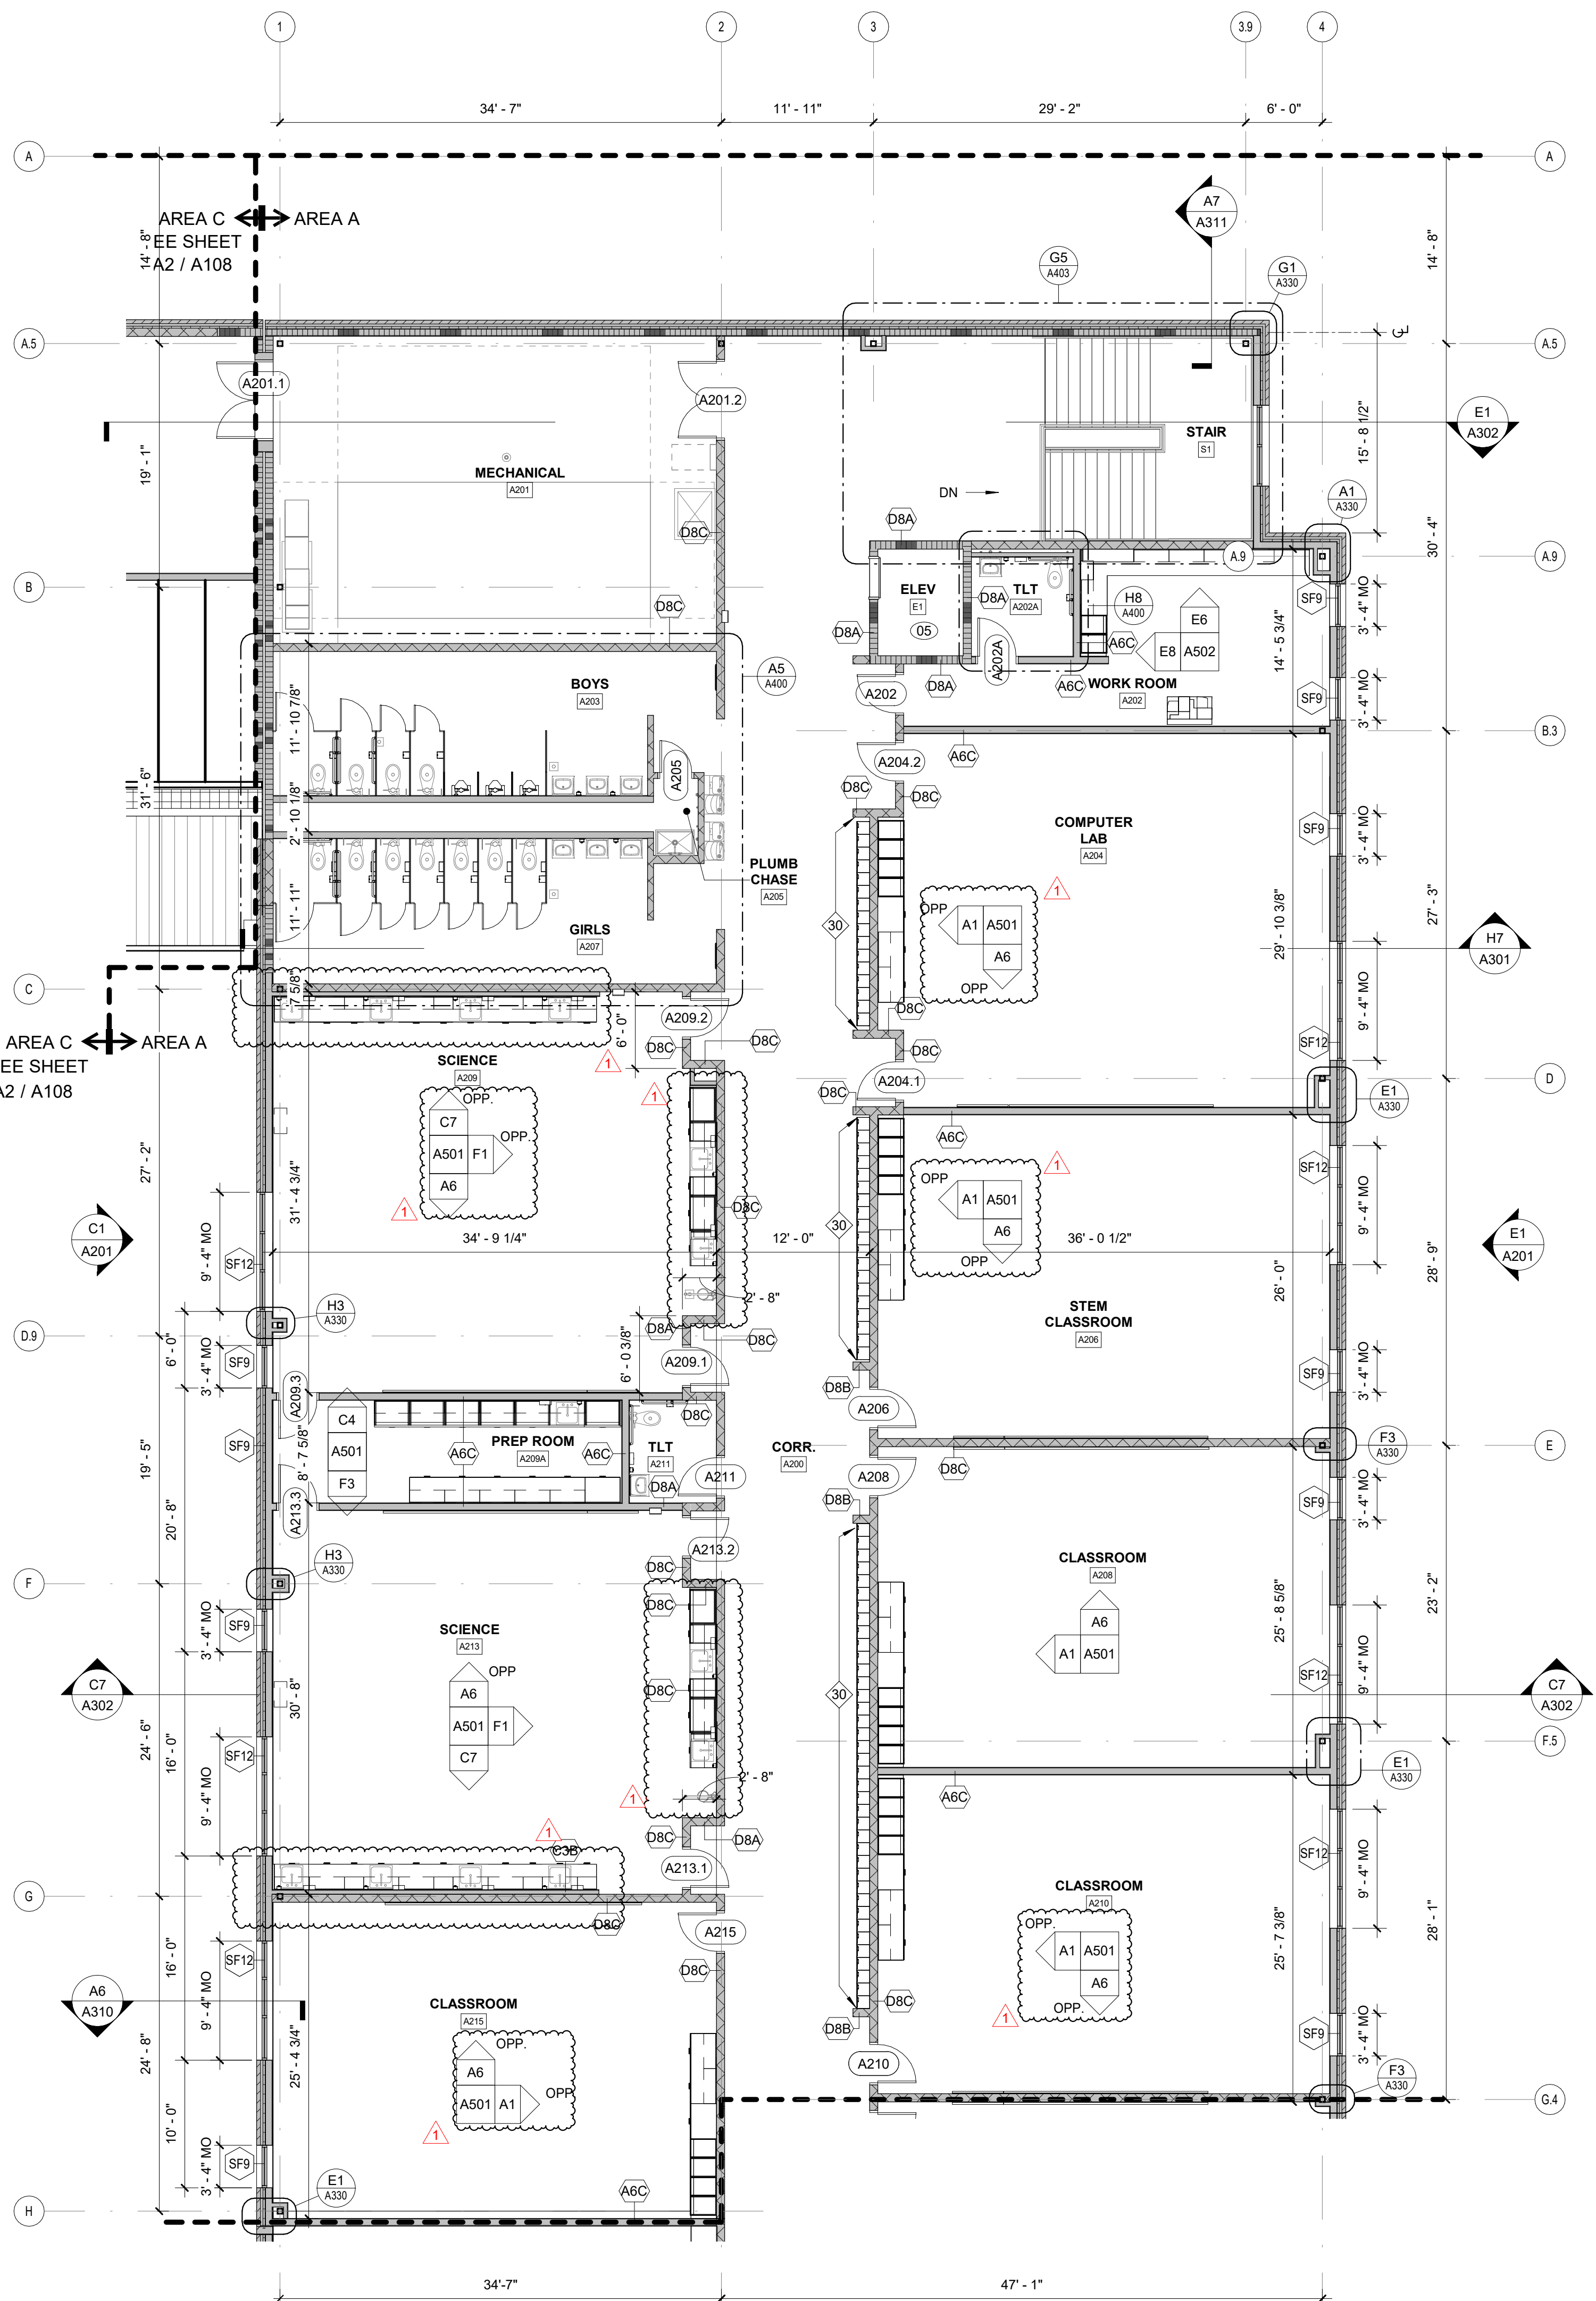 1
2
3
3.9
4
34' - 7"
11' - 11"
29' - 2"
6' - 0"
A
A
AREA C
AREA A
EE SHEET
A2 / A108
14' - 8"
14' - 8"
A7
A311
G5
A403
G1
A330
A.5
A.5
CL
A201.1
A201.2
19' - 1"
MECHANICAL
A201
STAIR
S1
15' - 8 1/2"
E1
A302
DN
A1
A330
30' - 4"
D8C
D8A
A.9
A.9
B
D8C
ELEV
E1
05
D8A
TLT
A202A
H8
A400
SF9
3' - 4" MO
E6
E8
A502
D8A
A202A
A6C
14' - 5 3/4"
A5
A400
BOYS
A203
A202
D8A
A6C
WORK ROOM
A202
SF9
3' - 4" MO
11' - 10 7/8"
B.3
A6C
A204.2
31' - 6"
A205
D8C
D8C
2' - 10 1/8"
COMPUTER
LAB
A204
SF9
3' - 4" MO
PLUMB
CHASE
A205
1
27' - 3"
11' - 11"
OPP
A1
A501
A6
OPP
30
GIRLS
A207
29' - 10 3/8"
H7
A301
C
7 5/8"
9' - 4" MO
A209.2
D8C
6' - 0"
AREA C
AREA A
EE SHEET
A2 / A108
D8C
D8C
D8C
SF12
SCIENCE
A209
1
A204.1
D
1
D8C
E1
A330
OPP.
C7
A501
F1
OPP.
A6
1
A6C
27' - 2"
31' - 4 3/4"
1
OPP
A1
A501
A6
OPP
SF12
9' - 4" MO
D8C
30
C1
A201
34' - 9 1/4"
12' - 0"
36' - 0 1/2"
E1
A201
9' - 4" MO
SF12
28' - 9"
26' - 0"
2' - 8"
STEM
CLASSROOM
A206
H3
A330
D.9
D8A
D8C
6' - 0"
3' - 4" MO
SF9
6' - 0 3/8"
A209.1
SF9
3' - 4" MO
D8B
A209.3
A206
D8C
C4
A501
F3
19' - 5"
SF9
8' - 7 5/8"
A6C
PREP ROOM
A209A
A6C
TLT
A211
CORR.
A200
F3
A330
E
D8C
D8A
A211
A208
A213.3
D8B
SF9
3' - 4" MO
20' - 8"
A213.2
H3
A330
D8C
F
CLASSROOM
A208
D8C
25' - 8 5/8"
23' - 2"
SF9
3' - 4" MO
SCIENCE
A213
A6
A1
A501
OPP
A6
A501
F1
C7
SF12
9' - 4" MO
C7
A302
30' - 8"
D8C
30
C7
A302
24' - 6"
16' - 0"
SF12
9' - 4" MO
F.5
2' - 8"
A6C
E1
A330
1
1
C3B
D8C
D8A
SF12
9' - 4" MO
A213.1
G
CLASSROOM
A210
D8C
A215
OPP.
A1
A501
A6
OPP.
28' - 1"
25' - 7 3/8"
16' - 0"
SF12
9' - 4" MO
D8C
A6
A310
CLASSROOM
A215
D8C
1
D8B
SF9
3' - 4" MO
24' - 8"
25' - 4 3/4"
OPP.
A6
A501
A1
OPP
A210
F3
A330
G.4
1
10' - 0"
3' - 4" MO
SF9
E1
A330
A6C
H
34'-7"
47' - 1"